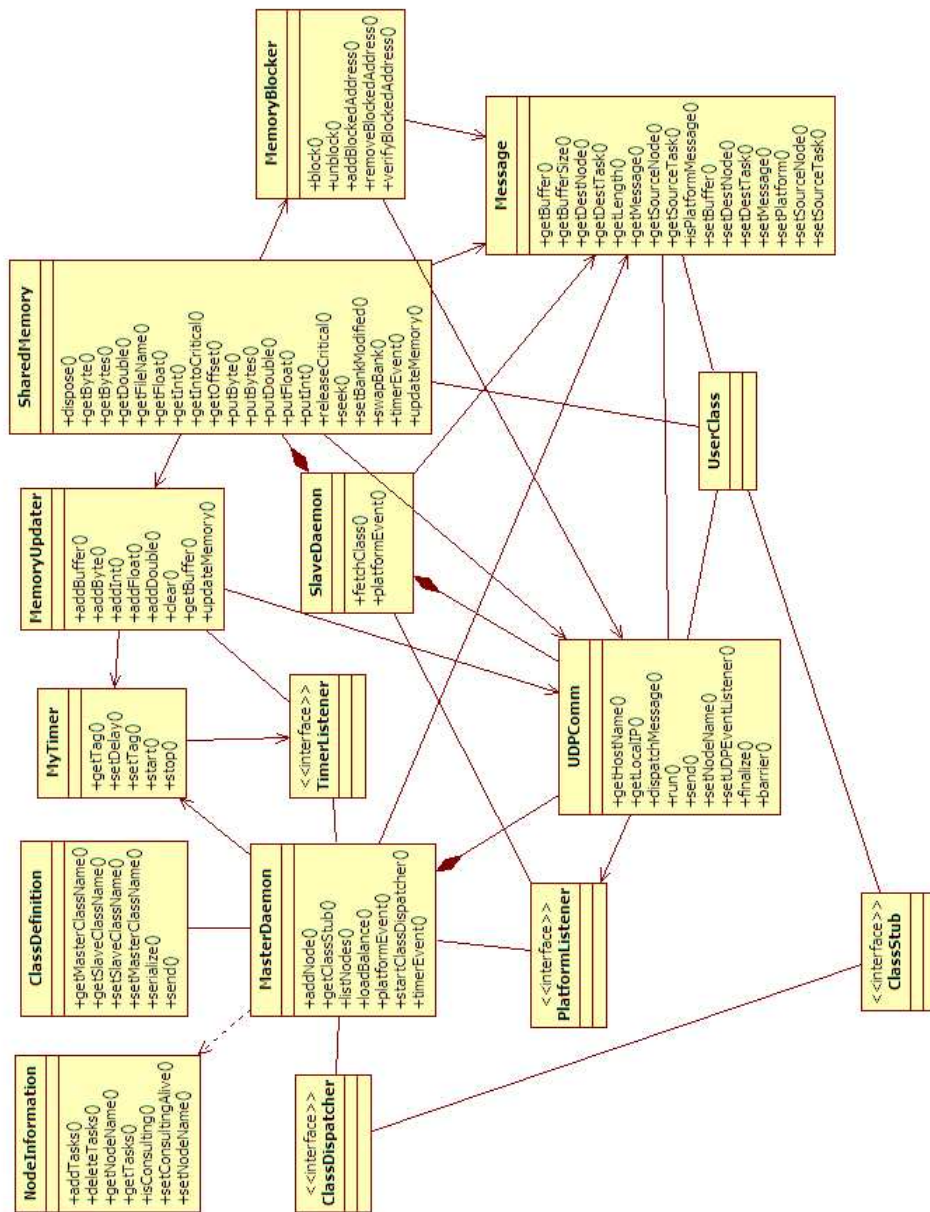 NodeInformation
+addTasks()
+deleteTasks()
+getNodeName()
+getTasks()
+isConsulting()
+setConsultingAlive()
+setNodeName()
ClassDefinition
+getMasterClassName()
+getSlaveClassName()
+setSlaveClassName()
+setMasterClassName()
+serialize()
+send()
MyTimer
+getTag()
+setDelay()
+setTag()
+start()
+stop()
MemoryUpdater
+addBuffer()
+addByte()
+addInt()
+addFloat()
+addDouble()
+clear()
+getBuffer()
+updateMemory()
SharedMemory
+dispose()
+getByte()
+getBytes()
+getDouble()
+getFileName()
+getFloat()
+getInt()
+getIntoCritical()
+getOffset()
+putByte()
+putBytes()
+putDouble()
+putFloat()
+putInt()
+releaseCritical()
+seek()
+setBankModified()
+swapBank()
+timerEvent()
+updateMemory()
MemoryBlocker
+block()
+unblock()
+addBlockedAddress()
+removeBlockedAddress()
+verifyBlockedAddress()
<<interface>>
ClassDispatcher
MasterDaemon
+addNode()
+getClassStub()
+listNodes()
+loadBalance()
+platformEvent()
+startClassDispatcher()
+timerEvent()
<<interface>>
TimerListener
SlaveDaemon
+fetchClass()
+platformEvent()
Message
+getBuffer()
+getBufferSize()
+getDestNode()
+getDestTask()
+getLength()
+getMessage()
+getSourceNode()
+getSourceTask()
+isPlatformMessage()
+setBuffer()
+setDestNode()
+setDestTask()
+setMessage()
+setPlatform()
+setSourceNode()
+setSourceTask()
<<interface>>
PlatformListener
UDPComm
+getHostName()
+getLocalIP()
+dispatchMessage()
+run()
+send()
+setNodeName()
+setUDPEventListener()
+finalize()
+barrier()
UserClass
<<interface>>
ClassStub